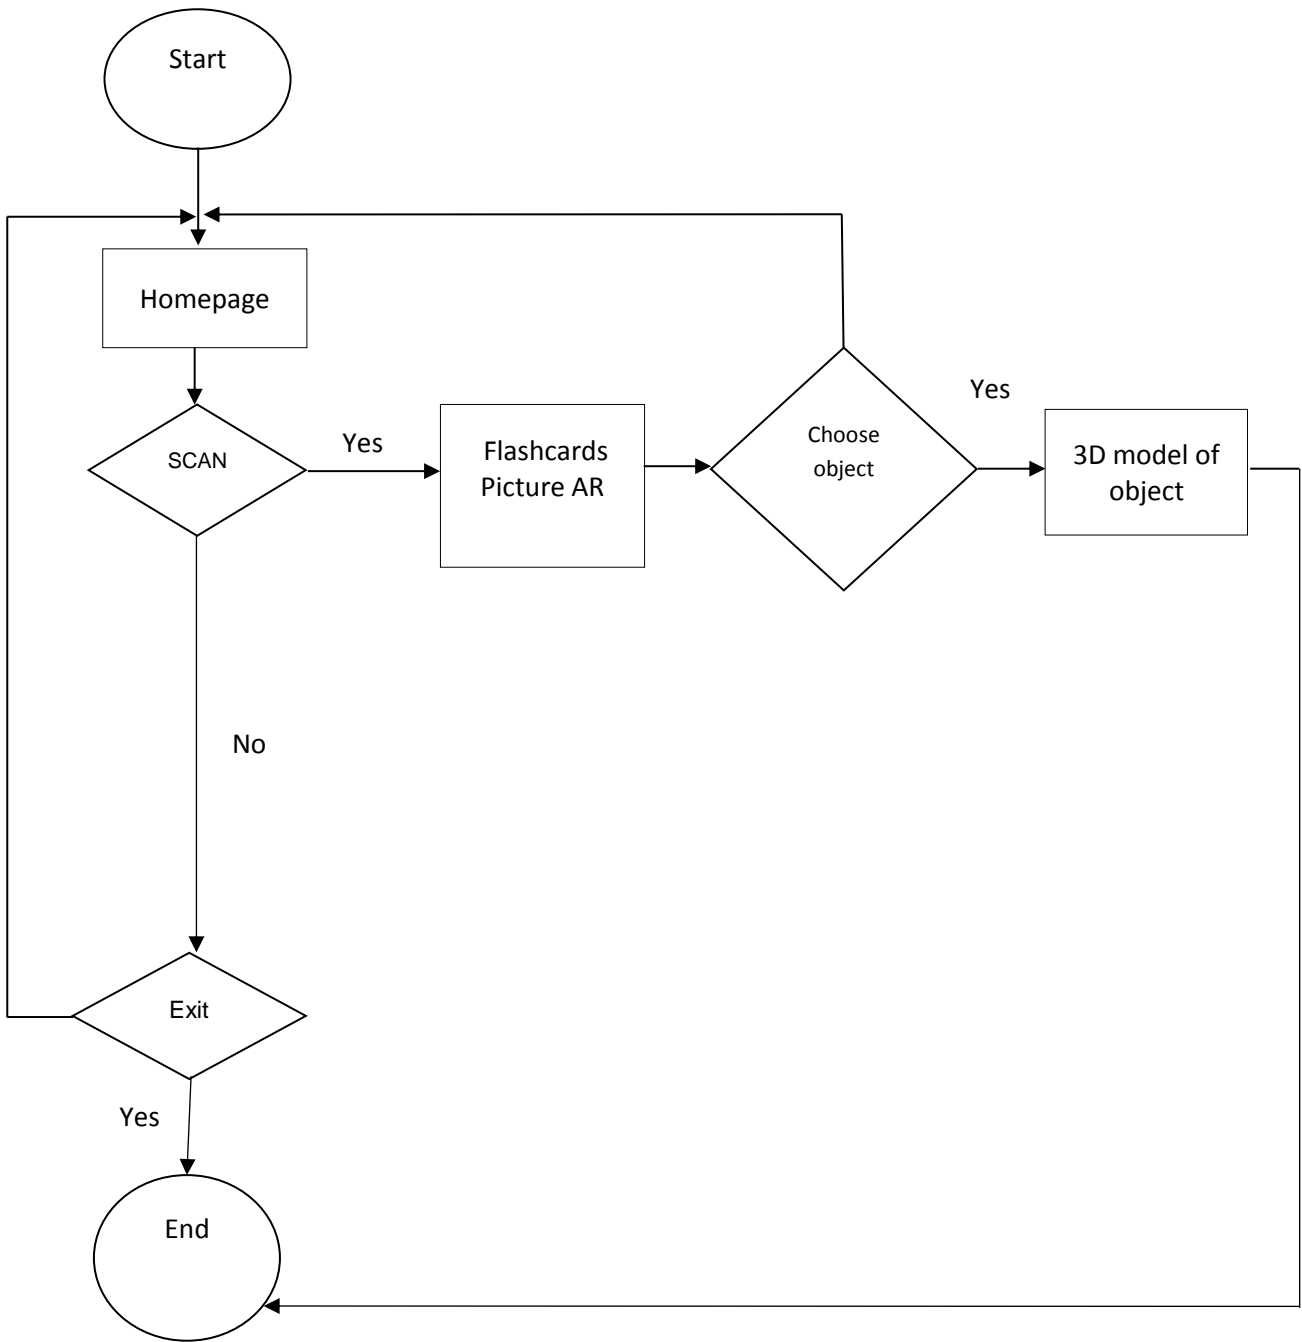 Start
Homepage
SCAN
Yes
Flashcards
Picture AR
Choose
object
Yes
3D model of
object
No
Exit
Yes
End